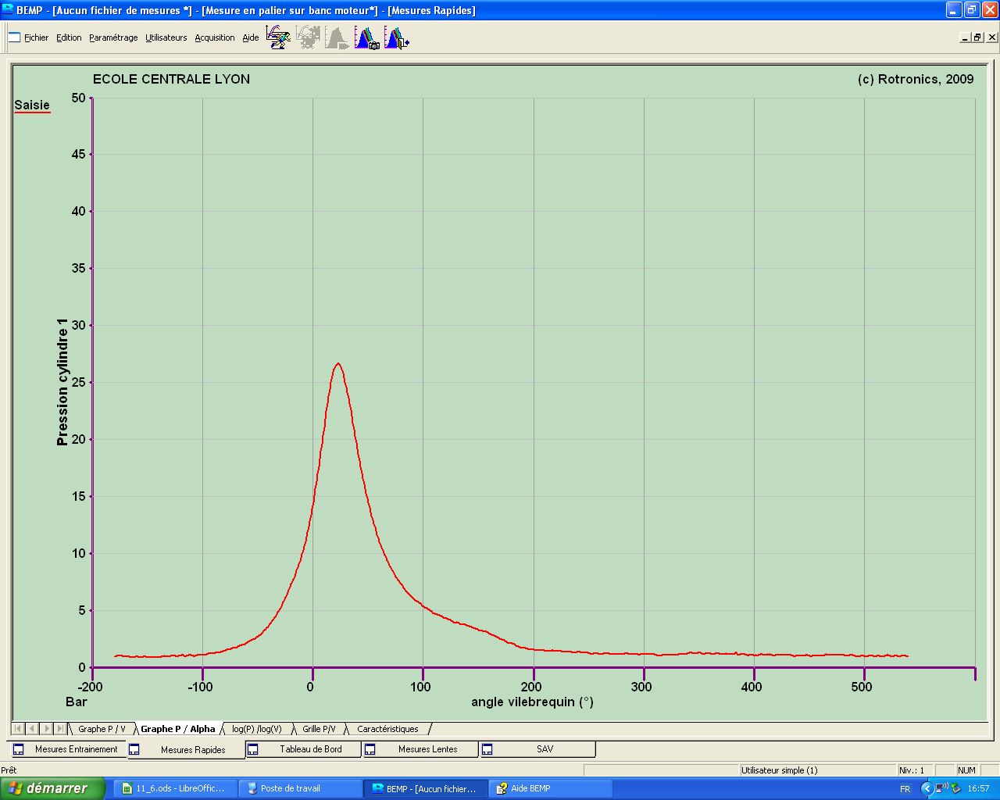 BEMP - [Aucun fichier de mesures *] - [Mesure en palier sur banc moteur*] - [Mesures Rapides]
Fichier Edition Paramétrage Utilisateurs Acquisition Aide
ECOLE CENTRALE LYON
(c) Rotronics, 2009
Saisie
50
45
40
35
30
25
20
15
10
5
0
Pression cylindre 1
-200 -100 0 100 200 300 400 500
Bar
angle vilebrequin (°)
Graphe P / V Graphe P / Alpha log(P) /log(V) Grille P/V Caractéristiques
Mesures Entrainement Mesures Rapides Tableau de Bord Mesures Lentes SAV
Prêt
Utilisateur simple (1)
Niv.: 1
NUM
démarrer
11_6.ods - LibreOffic...
Poste de travail
BEMP - [Aucun fichier...
Aide BEMP
FR
16:57